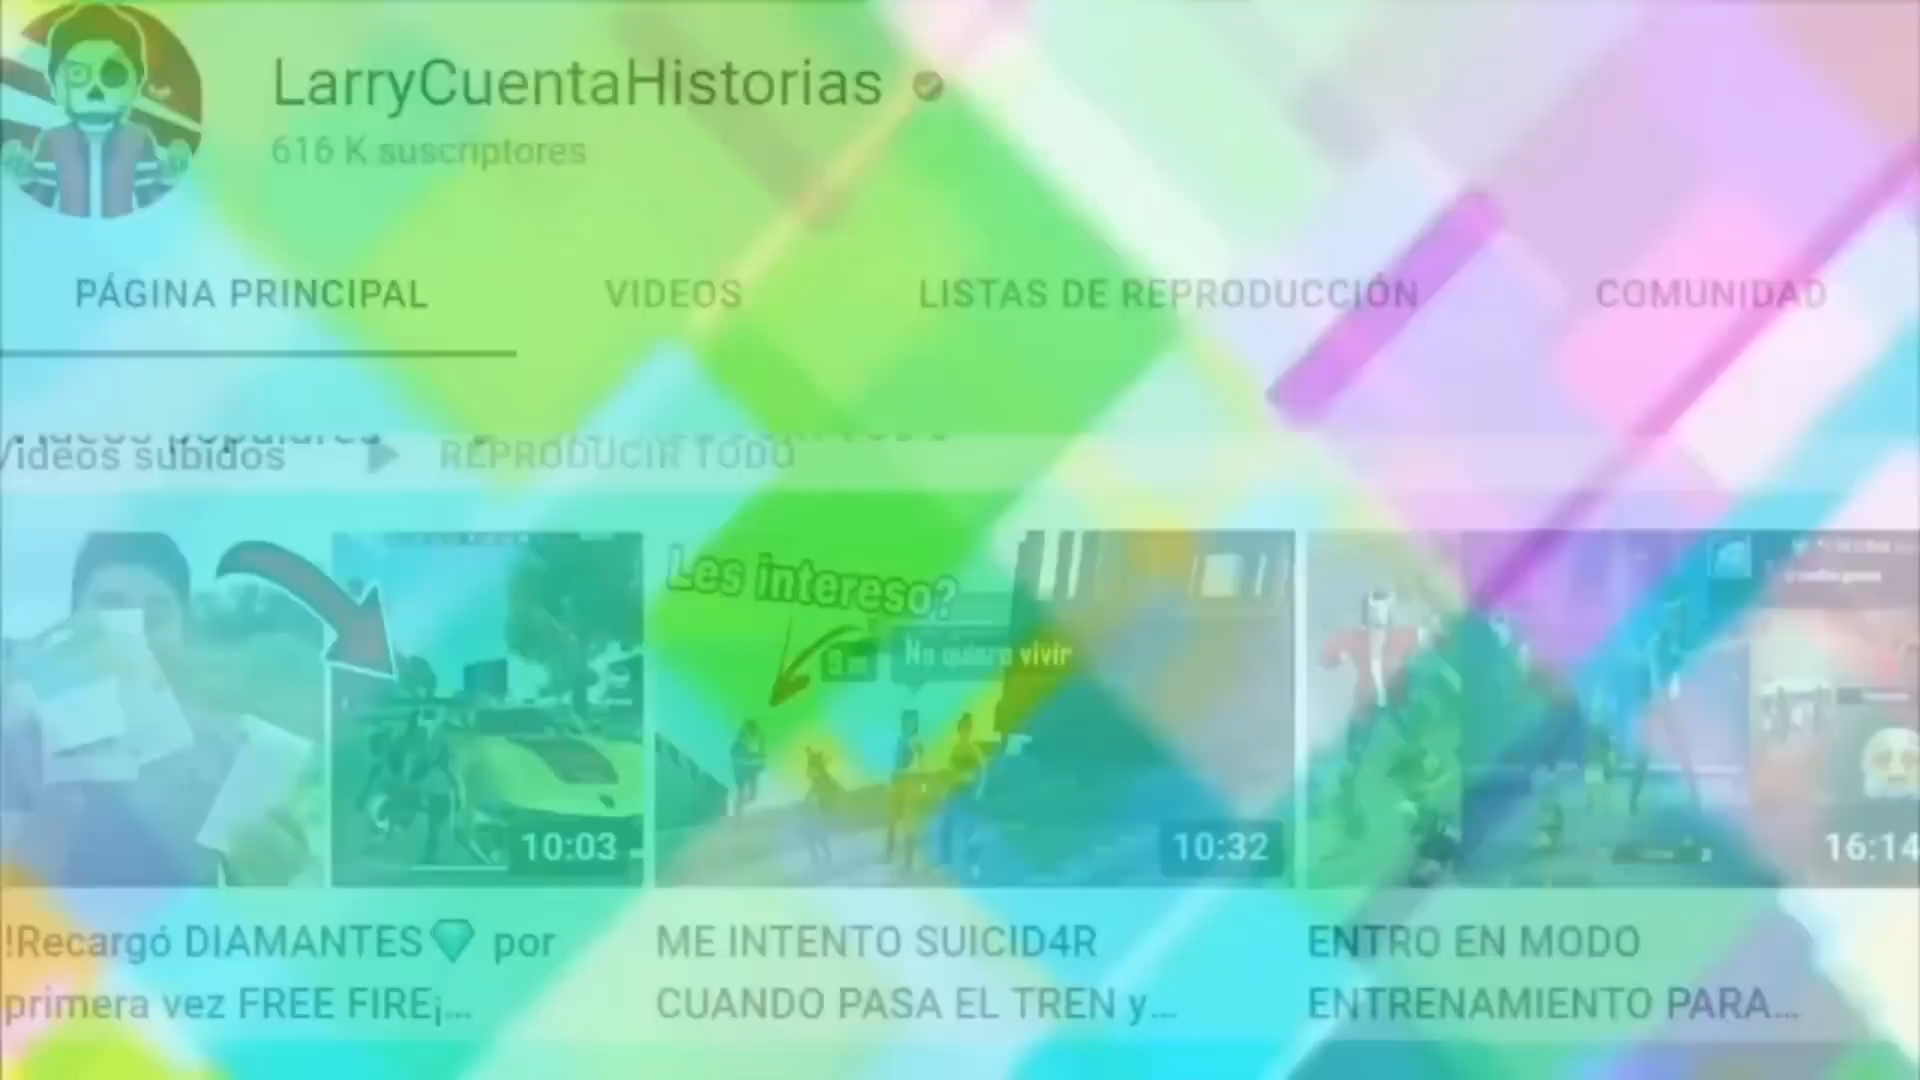 LarryCuentaHistorias
616 K suscriptores
PÁGINA PRINCIPAL VIDEOS LISTAS DE REPRODUCCIÓN COMUNIDAD
Videos populares
Videos subidos REPRODUCIR TODO
Les intereso?
No quiero vivir
10:03 10:32 16:14
!Recargó DIAMANTES por ME INTENTO SUICID4R ENTRO EN MODO
primera vez FREE FIRE¡... CUANDO PASA EL TREN y... ENTRENAMIENTO PARA...